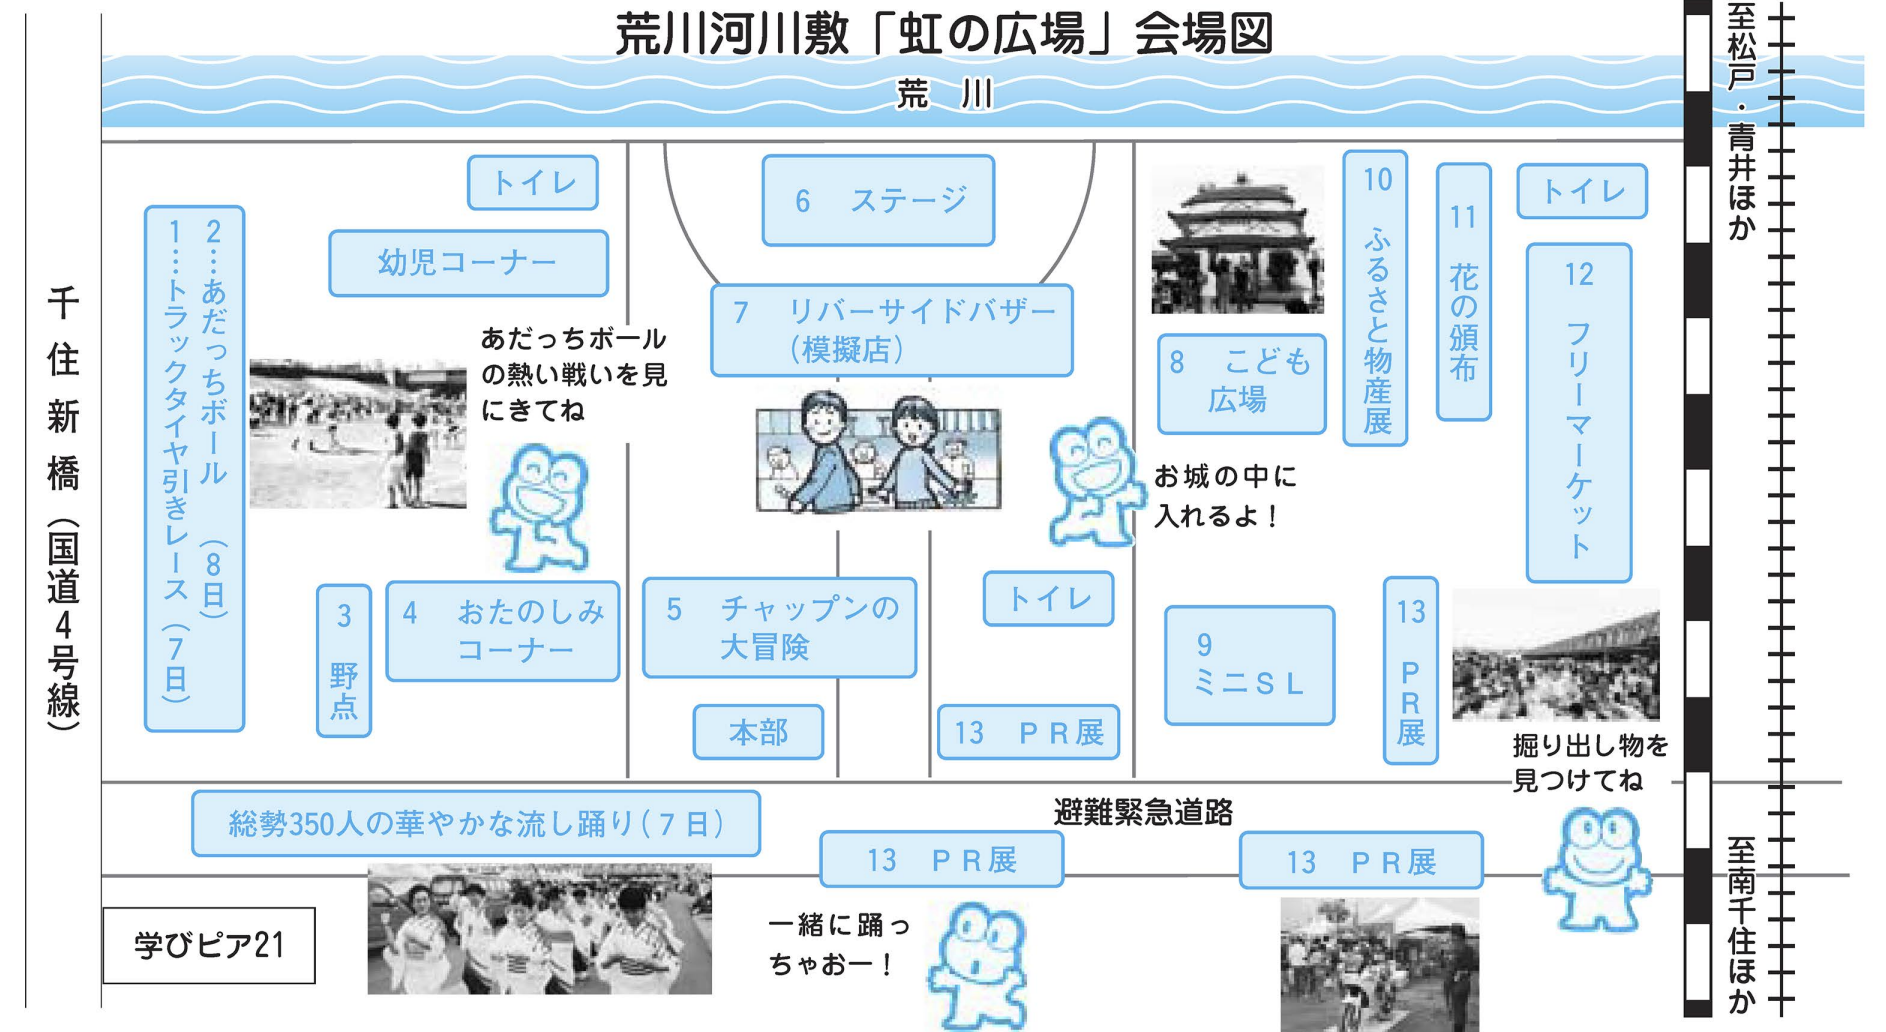 荒川河川敷「虹の広場」会場図
荒　川
至松戸・青井ほか
千住新橋（国道4号線）
トイレ
幼児コーナー
2…あだっちボール　（8日）
1…トラックタイヤ引きレース（7日）
あだっちボール
の熱い戦いを見
にきてね
3　野点
4　おたのしみ
コーナー
6　ステージ
7　リバーサイドバザー
（模擬店）
5　チャップンの
大冒険
トイレ
本部
13　ＰＲ展
8　こども
広場
お城の中に
入れるよ！
9
ミニＳＬ
10　ふるさと物産展
11　花の頒布
トイレ
12　フリーマーケット
13　ＰＲ展
掘り出し物を
見つけてね
総勢350人の華やかな流し踊り（7日）
避難緊急道路
13　ＰＲ展
13　ＰＲ展
学びピア21
一緒に踊っ
ちゃおー！
至南千住ほか